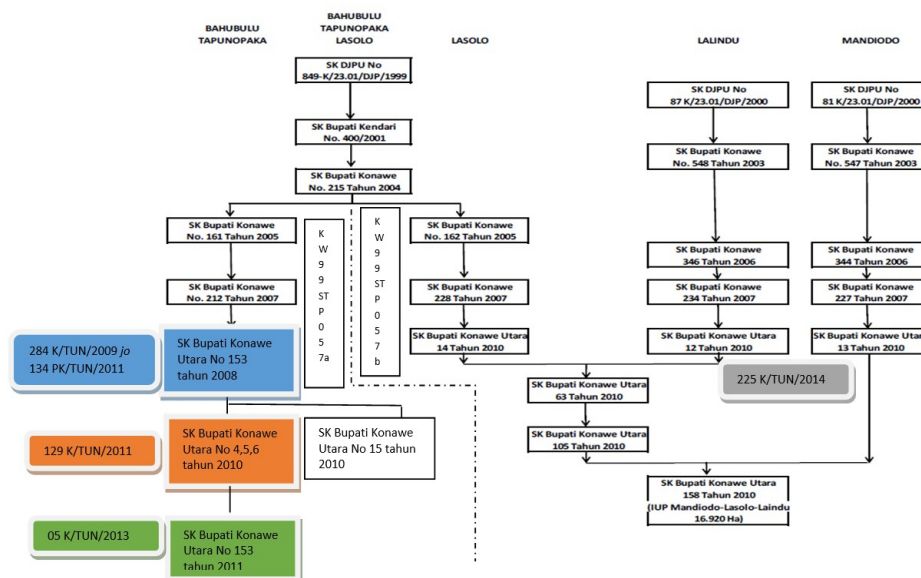 BAHUBULU
TAPUNOPAKA
BAHUBULU
TAPUNOPAKA
LASOLO
LASOLO
LALINDU
MANDIODO
SK DJPU No
849-K/23.01/DJP/1999
SK DJPU No
87 K/23.01/DJP/2000
SK DJPU No
81 K/23.01/DJP/2000
SK Bupati Kendari
No. 400/2001
SK Bupati Konawe
No. 548 Tahun 2003
SK Bupati Konawe
No. 547 Tahun 2003
SK Bupati Konawe
No. 215 Tahun 2004
SK Bupati Konawe
No. 161 Tahun 2005
K
W
9
9
ST
P
0
5
7a
K
W
9
9
ST
P
0
5
7
b
SK Bupati Konawe
No. 162 Tahun 2005
SK Bupati Konawe
346 Tahun 2006
SK Bupati Konawe
344 Tahun 2006
SK Bupati Konawe
No. 212 Tahun 2007
SK Bupati Konawe
228 Tahun 2007
SK Bupati Konawe
234 Tahun 2007
SK Bupati Konawe
227 Tahun 2007
284 K/TUN/2009 jo
134 PK/TUN/2011
SK Bupati Konawe
Utara No 153
tahun 2008
SK Bupati Konawe Utara
14 Tahun 2010
SK Bupati Konawe Utara
12 Tahun 2010
SK Bupati Konawe Utara
13 Tahun 2010
225 K/TUN/2014
SK Bupati Konawe Utara
63 Tahun 2010
129 K/TUN/2011
SK Bupati Konawe
Utara No 4,5,6
tahun 2010
SK Bupati Konawe
Utara No 15 tahun
2010
SK Bupati Konawe Utara
105 Tahun 2010
SK Bupati Konawe Utara
158 Tahun 2010
(IUP Mandiodo-Lasolo-Laindu
16.920 Ha)
05 K/TUN/2013
SK Bupati Konawe
Utara No 153
tahun 2011